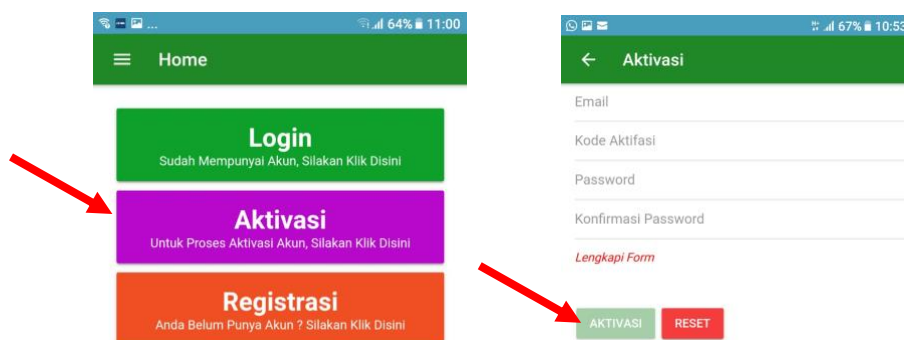 ... 64% 11:00
Home
Login
Sudah Mempunyai Akun, Silakan Klik Disini
Aktivasi
Untuk Proses Aktivasi Akun, Silakan Klik Disini
Registrasi
Anda Belum Punya Akun ? Silakan Klik Disini
67% 10:53
Aktivasi
Email
Kode Aktifasi
Password
Konfirmasi Password
Lengkapi Form
AKTIVASI RESET